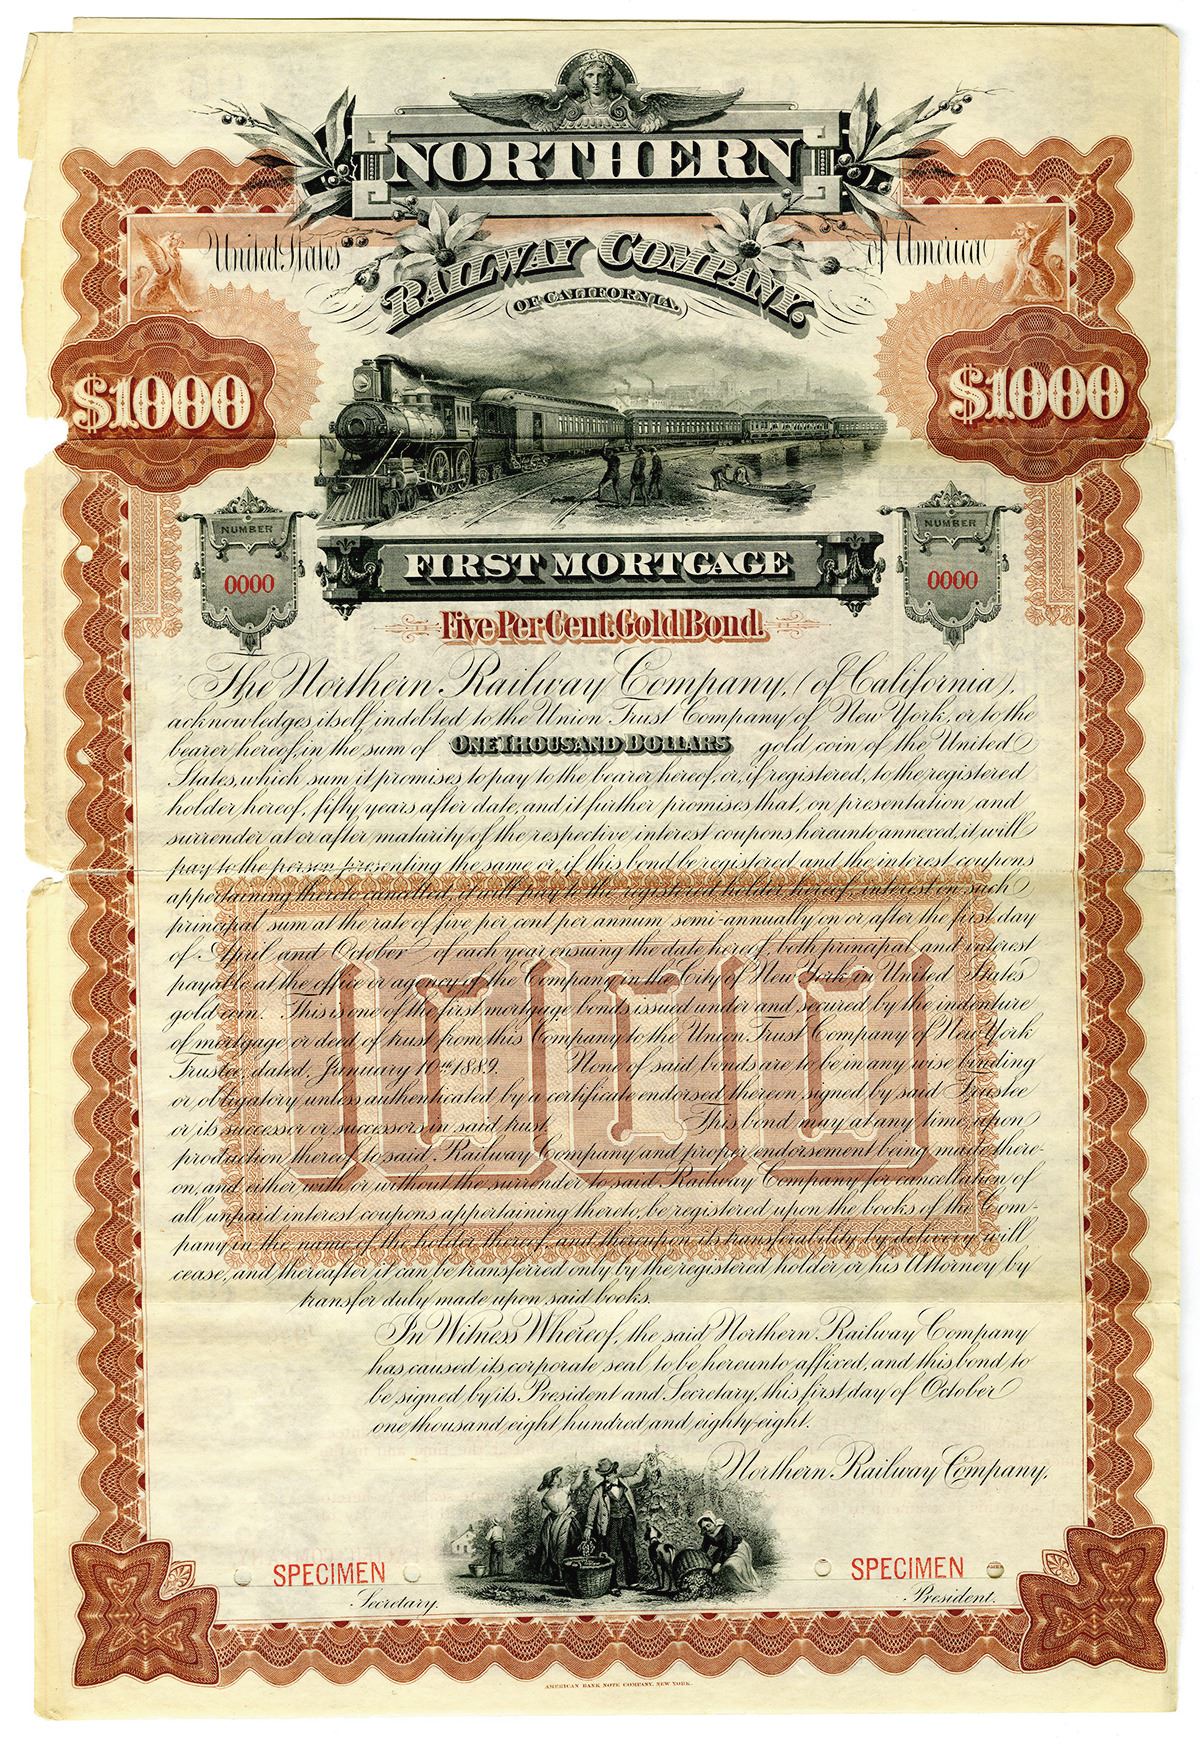 NORTHERN
United States of America
RAILWAY COMPANY
(OF CALIFORNIA.)
$1000 $1000
NUMBER NUMBER
0000 0000
FIRST MORTGAGE
Five Per Cent. Gold Bond.
The Northern Railway Company, (of California),
acknowledges itself indebted to the Union Trust Company of New York, or to the
bearer hereof, in the sum of ONE THOUSAND DOLLARS gold coin of the United
States, which sum it promises to pay to the bearer hereof, or, if registered, to the registered
holder hereof, fifty years after date, and it further promises that, on presentation and
surrender at or after maturity of the respective interest coupons hereunto annexed, it will
pay to the person presenting the same or, if this bond be registered and the interest coupons
appertaining thereto cancelled, it will pay to the registered holder hereof, interest on such
principal sum at the rate of five per cent per annum semi-annually on or after the first day
of April and October of each year ensuing the date hereof, both principal and interest
payable at the office or agency of the Company in the City of New York in United States
gold coin. This is one of the first mortgage bonds issued under and secured by the indenture
of mortgage or deed of trust from this Company to the Union Trust Company of New York
Trustee, dated, January 10th 1889. None of said bonds are to be in any wise binding
or obligatory unless authenticated by a certificate endorsed thereon signed by said Trustee
or its successor or successors in said trust. This bond may at any time, upon
production thereof to said Railway Company and proper endorsement being made there-
on, and either with or without the surrender to said Railway Company for cancellation of
all unpaid interest coupons appertaining thereto, be registered upon the books of the Com-
pany in the name of the holder thereof, and thereupon its transferability by delivery will
cease, and thereafter it can be transferred only by the registered holder or his Attorney by
transfer duly made upon said books.
In Witness Whereof, the said Northern Railway Company
has caused its corporate seal to be hereunto affixed, and this bond to
be signed by its President and Secretary, this first day of October
one thousand eight hundred and eighty-eight.
Northern Railway Company.
SPECIMEN SPECIMEN
Secretary. President.
AMERICAN BANK NOTE COMPANY, NEW YORK.
1000